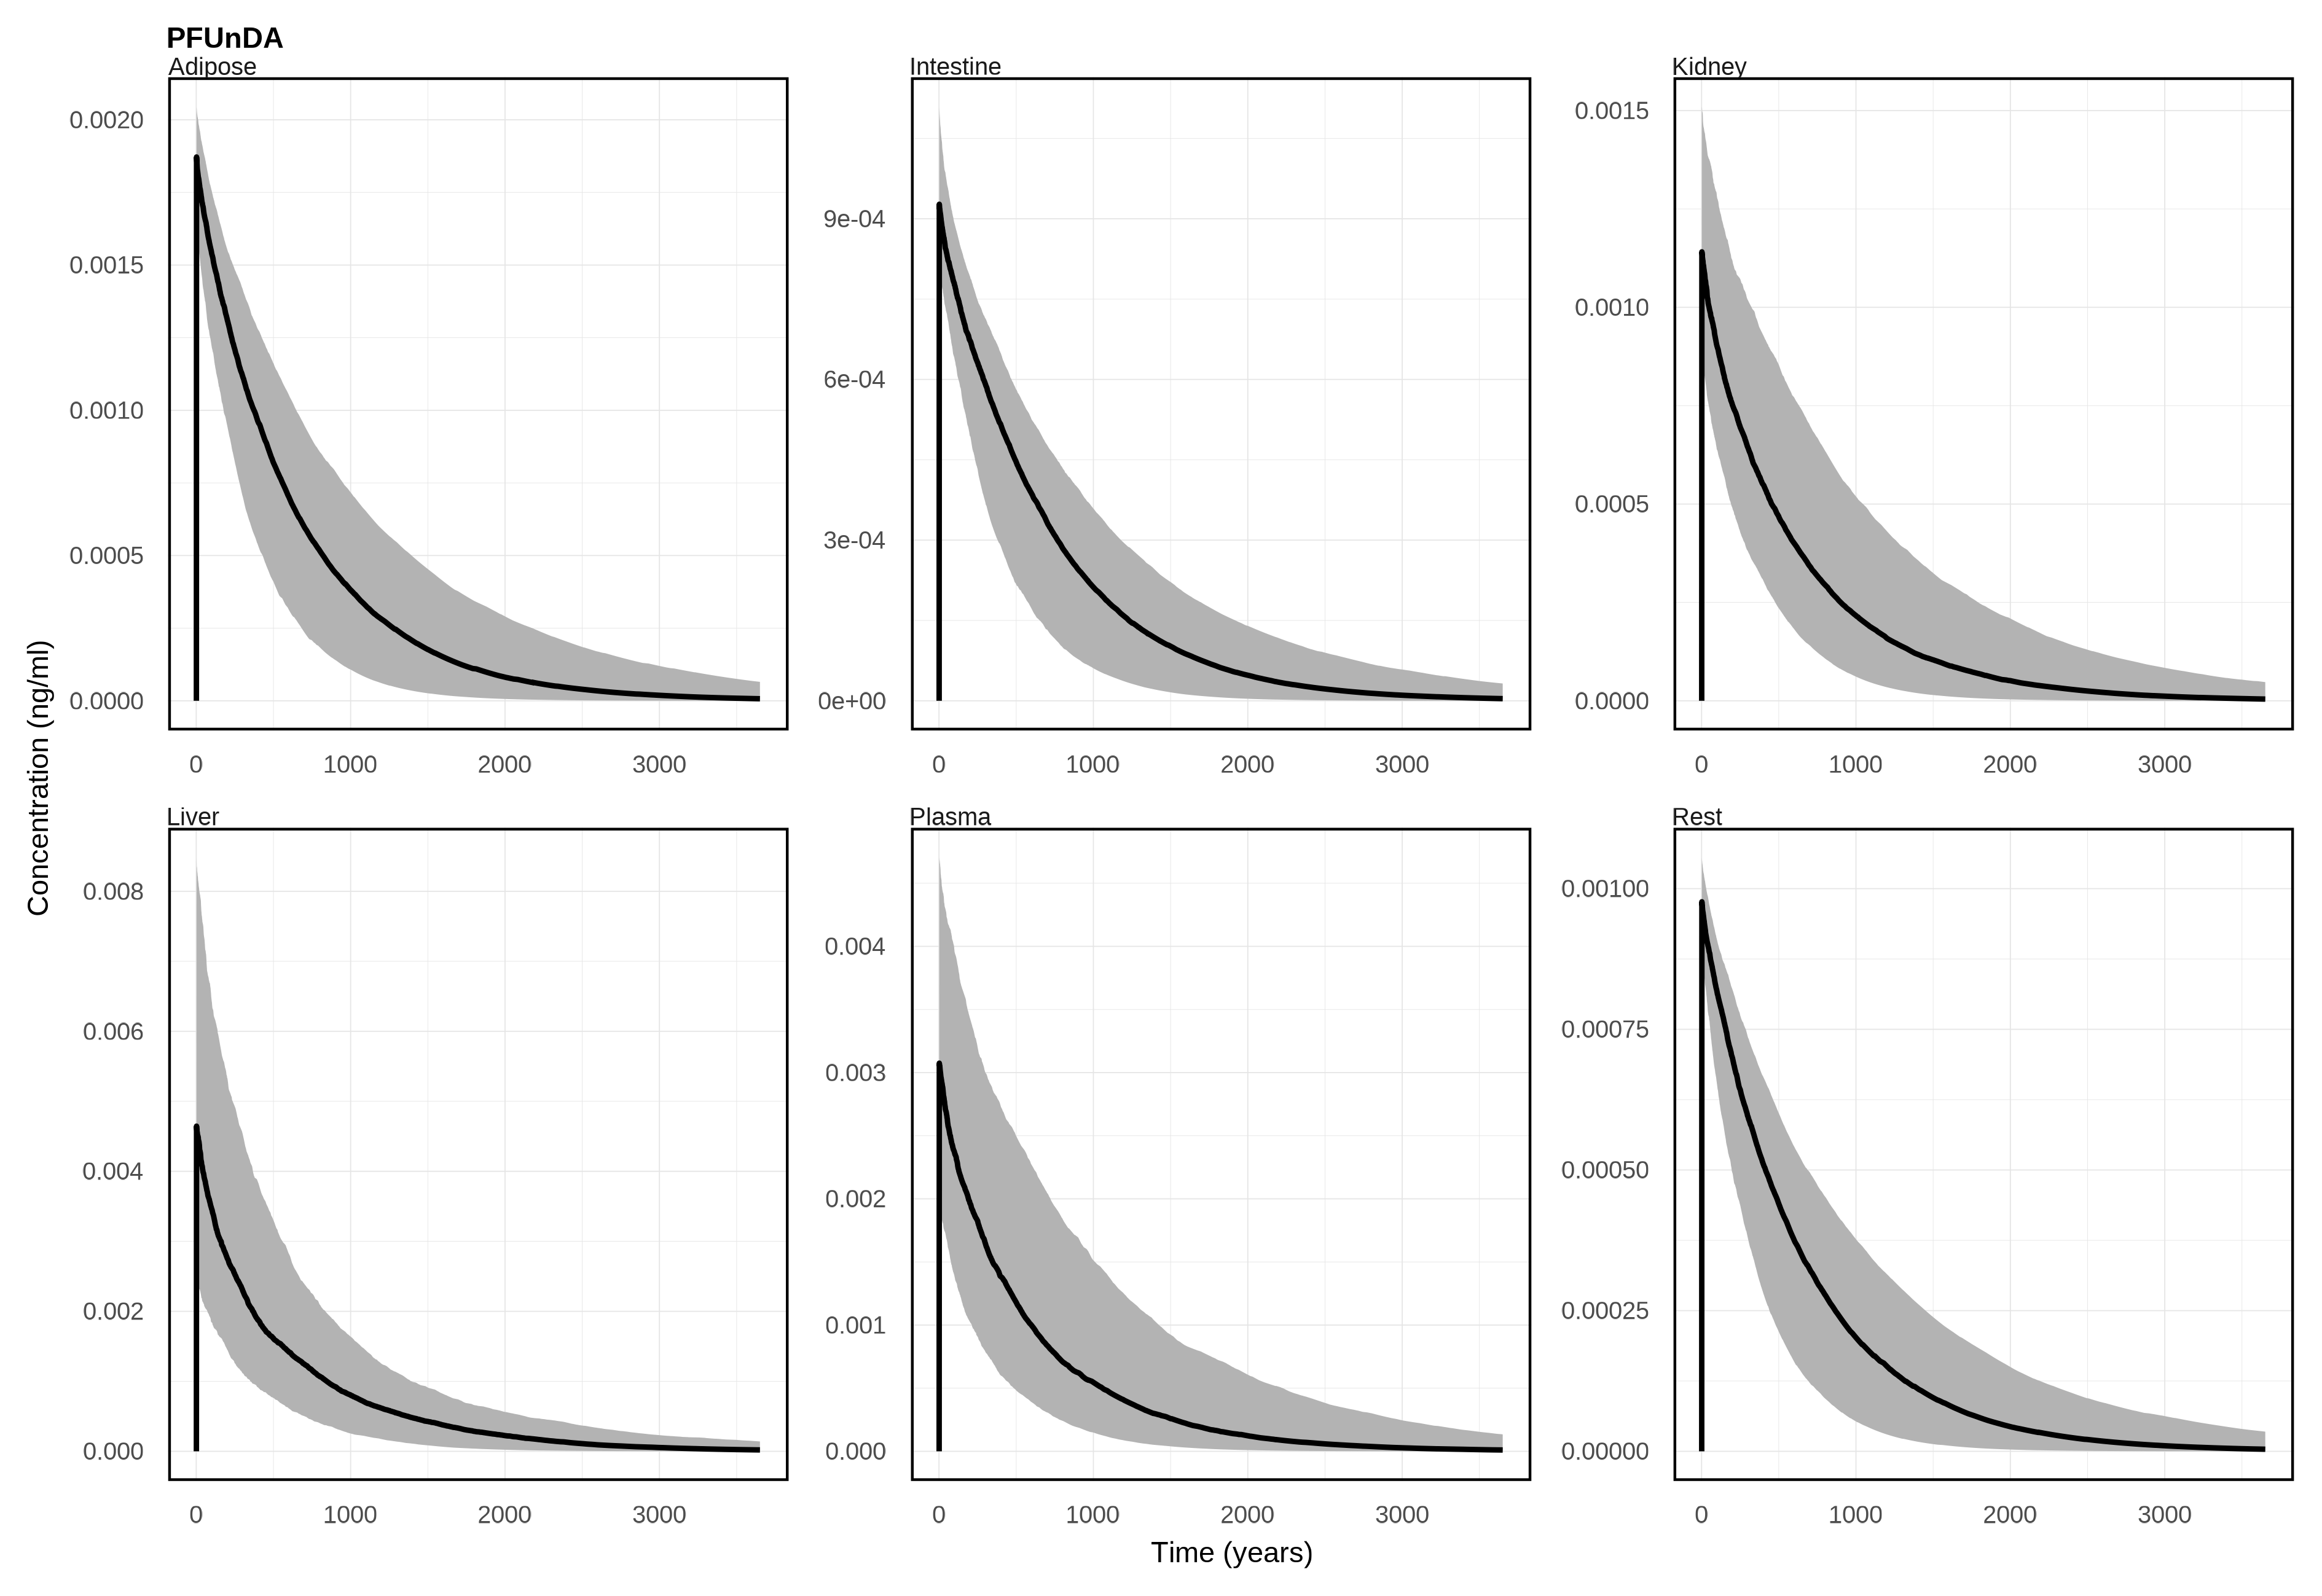 PFUnDA
Adipose
Intestine
Kidney
0.0020
0.0015
0.0010
0.0005
0.0000
9e-04
6e-04
3e-04
0e+00
0.0015
0.0010
0.0005
0.0000
0 1000 2000 3000
0 1000 2000 3000
0 1000 2000 3000
Concentration (ng/ml)
Liver
Plasma
Rest
0.008
0.006
0.004
0.002
0.000
0.004
0.003
0.002
0.001
0.000
0.00100
0.00075
0.00050
0.00025
0.00000
0 1000 2000 3000
0 1000 2000 3000
0 1000 2000 3000
Time (years)